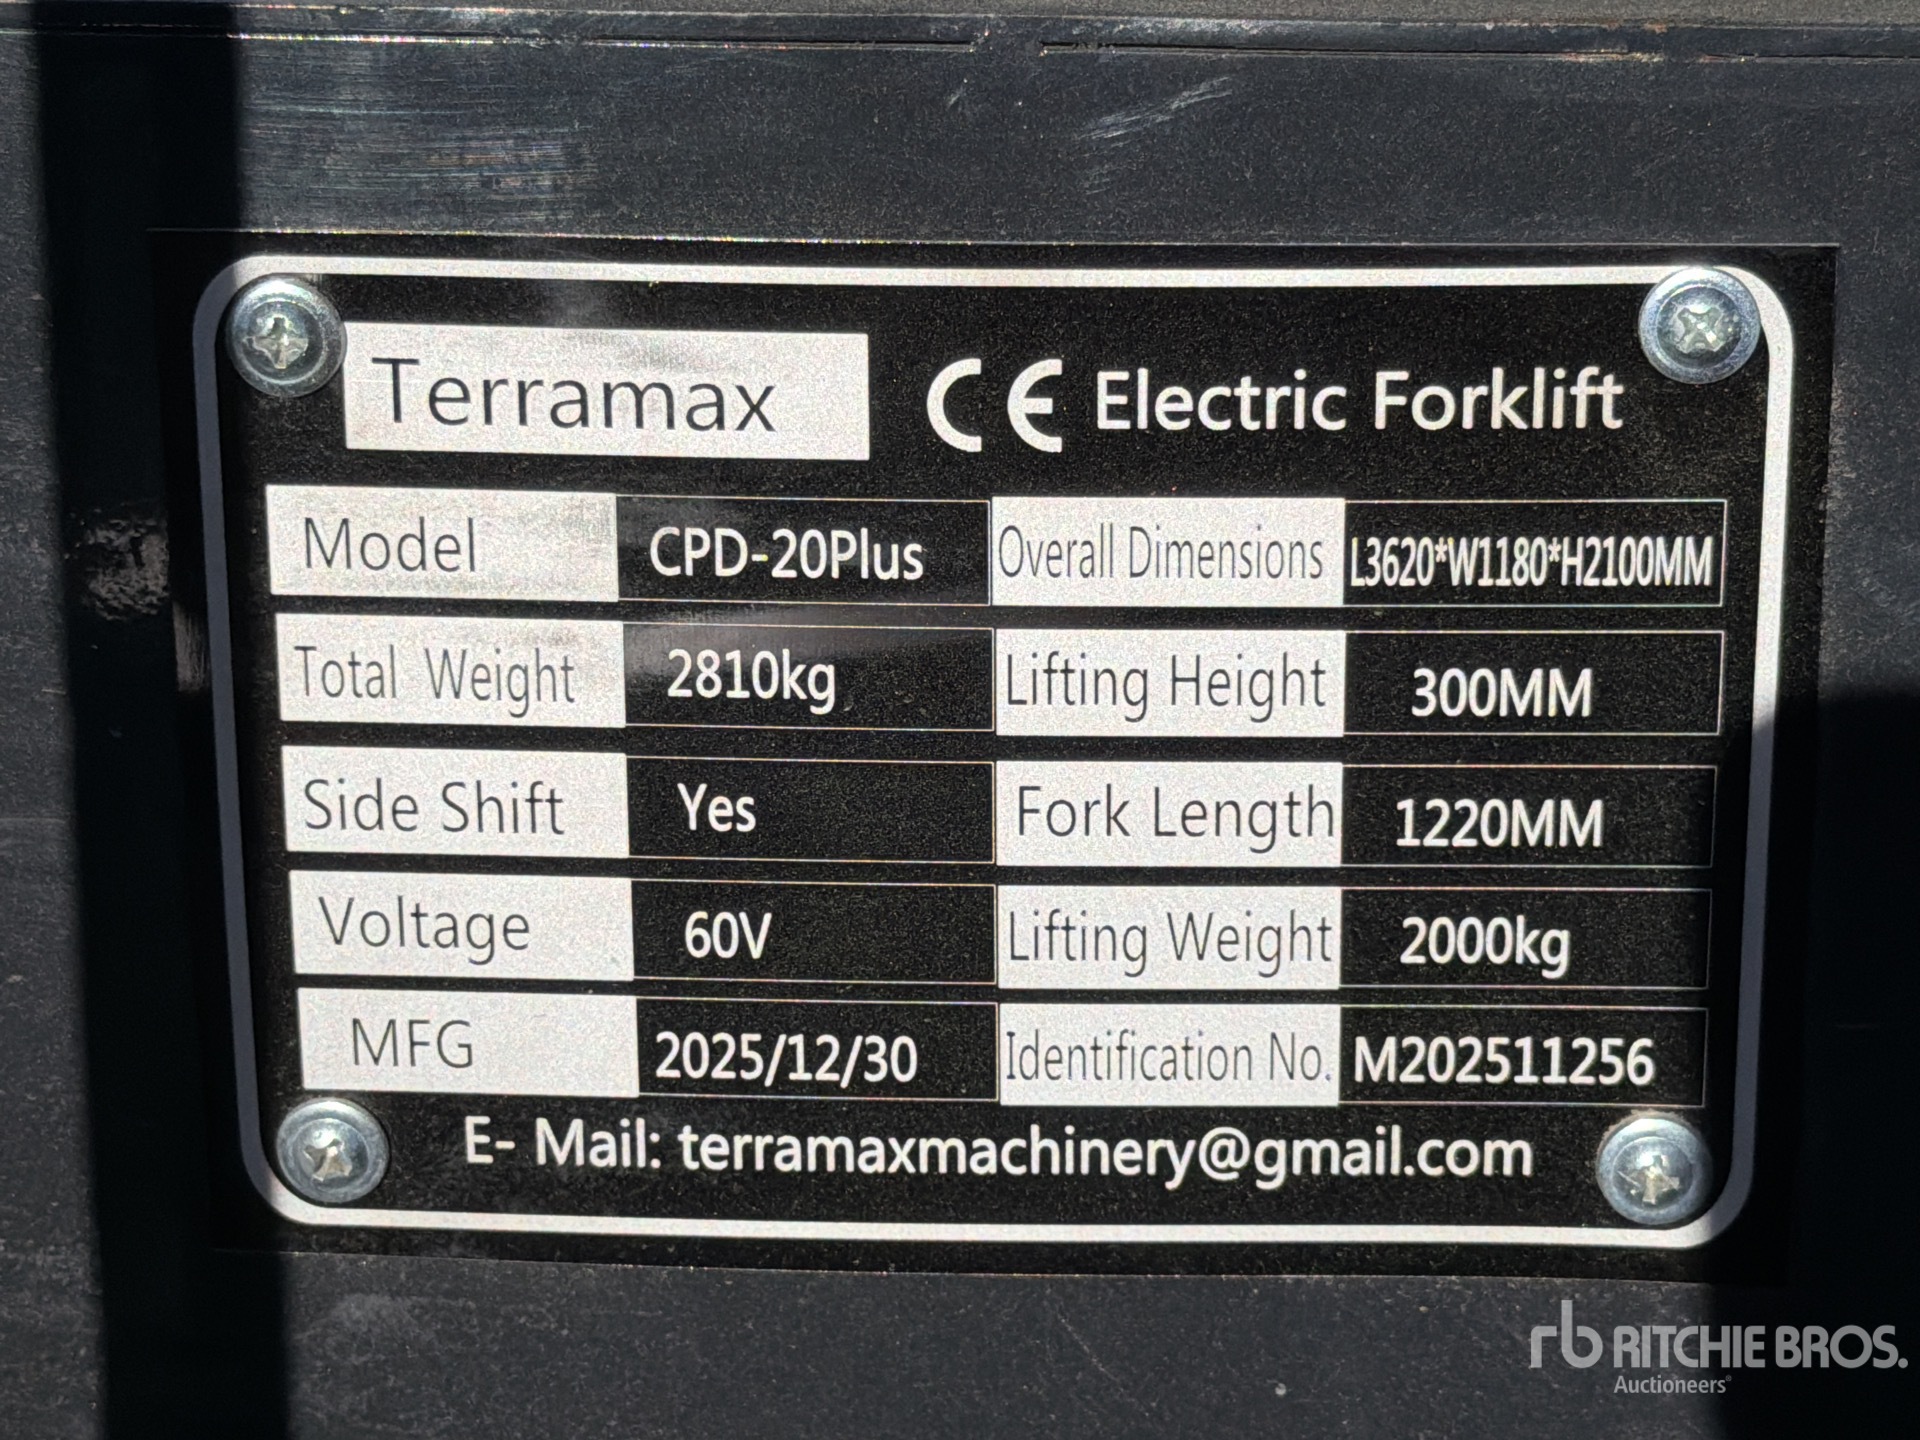 Terramax CE Electric Forklift
Model CPD-20Plus Overall Dimensions L3620*W1180*H2100MM
Total Weight 2810kg Lifting Height 300MM
Side Shift Yes Fork Length 1220MM
Voltage 60V Lifting Weight 2000kg
MFG 2025/12/30 Identification No. M202511256
E- Mail: terramaxmachinery@gmail.com
rb RITCHIE BROS.
Auctioneers